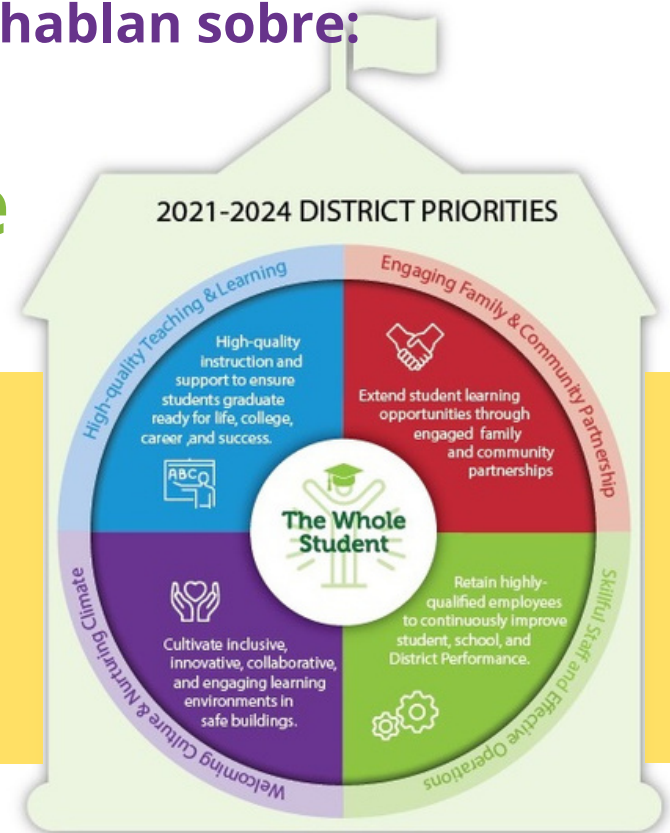 hablan sobre:
e
2021-2024 DISTRICT PRIORITIES
High-quality Teaching & Learning
High-quality
instruction and
support to ensure
students graduate
ready for life, college,
career ,and success.
ABC
Engaging Family & Community Partnership
Extend student learning
opportunities through
engaged family
and community
partnerships
The Whole
Student
Welcoming Culture & Nurturing Climate
Cultivate inclusive,
innovative, collaborative,
and engaging learning
environments in
safe buildings.
Skillful Staff and Effective Operations
Retain highly-
qualified employees
to continuously improve
student, school, and
District Performance.